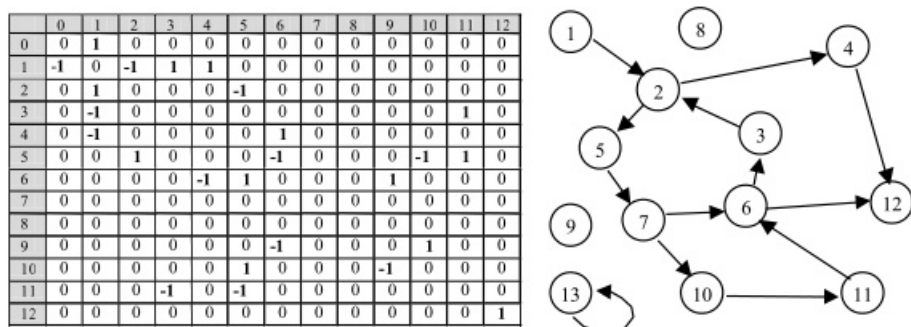 0 1 2 3 4 5 6 7 8 9 10 11 12
0 0 1 0 0 0 0 0 0 0 0 0 0 0
1 -1 0 -1 1 1 0 0 0 0 0 0 0 0
2 0 1 0 0 0 -1 0 0 0 0 0 0 0
3 0 -1 0 0 0 0 0 0 0 0 0 1 0
4 0 -1 0 0 0 0 1 0 0 0 0 0 0
5 0 0 1 0 0 0 -1 0 0 0 -1 1 0
6 0 0 0 0 -1 1 0 0 0 1 0 0 0
7 0 0 0 0 0 0 0 0 0 0 0 0 0
8 0 0 0 0 0 0 0 0 0 0 0 0 0
9 0 0 0 0 0 0 -1 0 0 0 1 0 0
10 0 0 0 0 0 1 0 0 0 -1 0 0 0
11 0 0 0 -1 0 -1 0 0 0 0 0 0 0
12 0 0 0 0 0 0 0 0 0 0 0 0 1
1
8
4
2
5
3
7
6
12
9
13
10
11